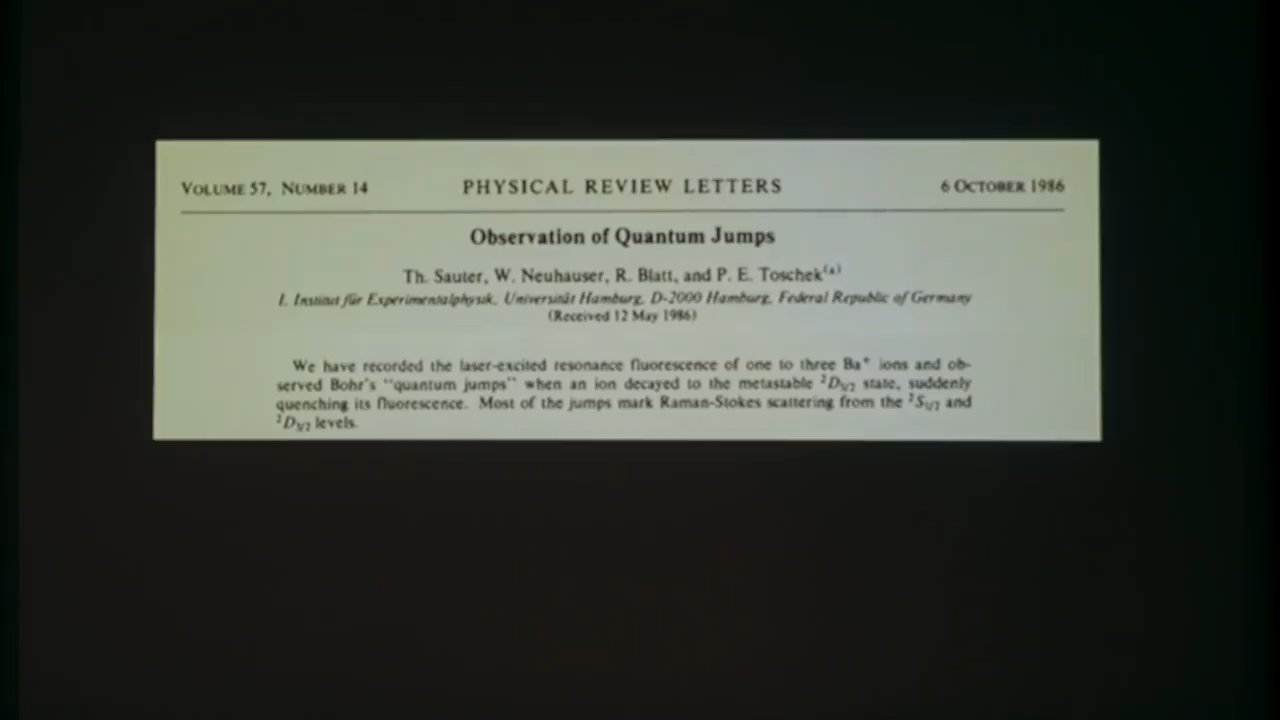 VOLUME 57, NUMBER 14 PHYSICAL REVIEW LETTERS 6 OCTOBER 1986
Observation of Quantum Jumps
Th. Sauter, W. Neuhauser, R. Blatt, and P. E. Toschek(a)
I. Institut für Experimentalphysik, Universität Hamburg, D-2000 Hamburg, Federal Republic of Germany
(Received 12 May 1986)
We have recorded the laser-excited resonance fluorescence of one to three Ba⁺ ions and ob-
served Bohr's "quantum jumps" when an ion decayed to the metastable ²D₅/₂ state, suddenly
quenching its fluorescence. Most of the jumps mark Raman-Stokes scattering from the ²S₁/₂ and
²D₃/₂ levels.